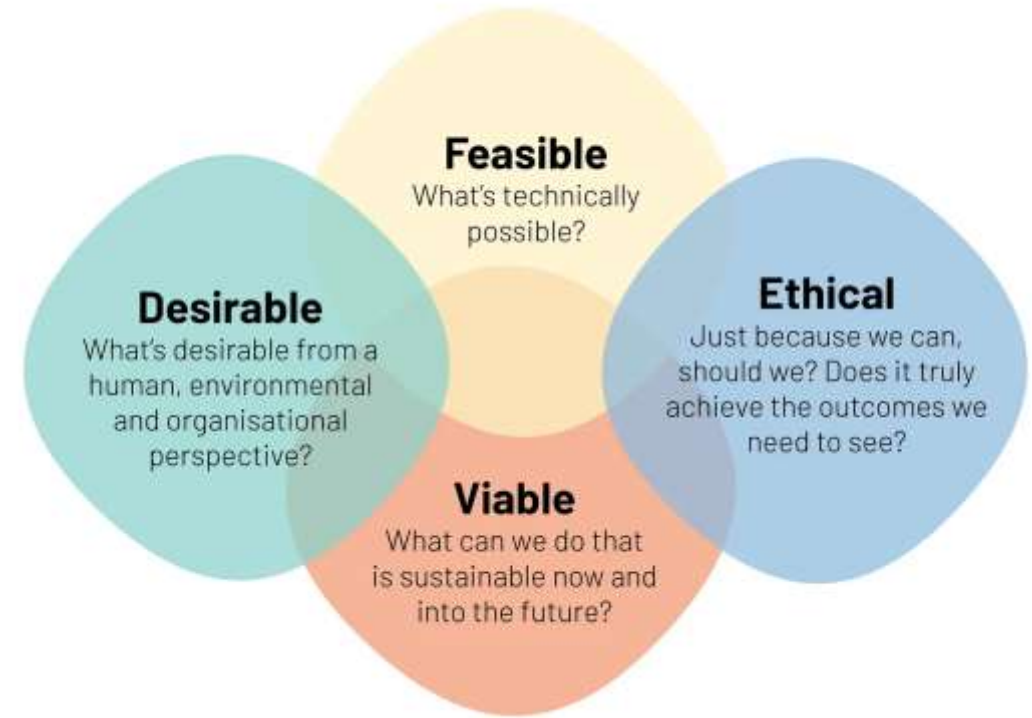 Feasible
What's technically
possible?
Desirable
What's desirable from a
human, environmental
and organisational
perspective?
Ethical
Just because we can,
should we? Does it truly
achieve the outcomes we
need to see?
Viable
What can we do that
is sustainable now and
into the future?